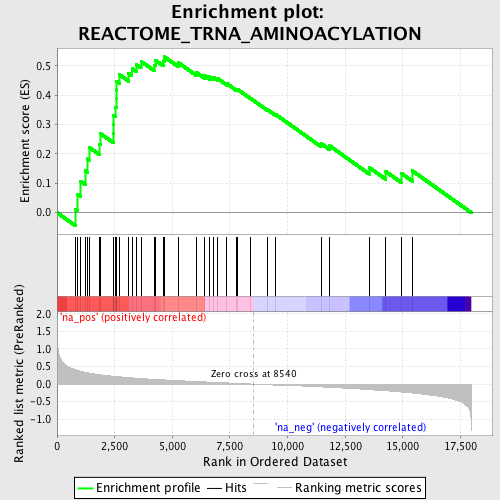 Enrichment plot:
REACTOME_TRNA_AMINOACYLATION
Enrichment score (ES)
0.5
0.4
0.3
0.2
0.1
0.0
'na_pos' (positively correlated)
Ranked list metric (PreRanked)
2.0
1.5
1.0
0.5
0.0
-0.5
-1.0
Zero cross at 8540
'na_neg' (negatively correlated)
0
2,500
5,000
7,500
10,000
12,500
15,000
17,500
Rank in Ordered Dataset
Enrichment profile
Hits
Ranking metric scores